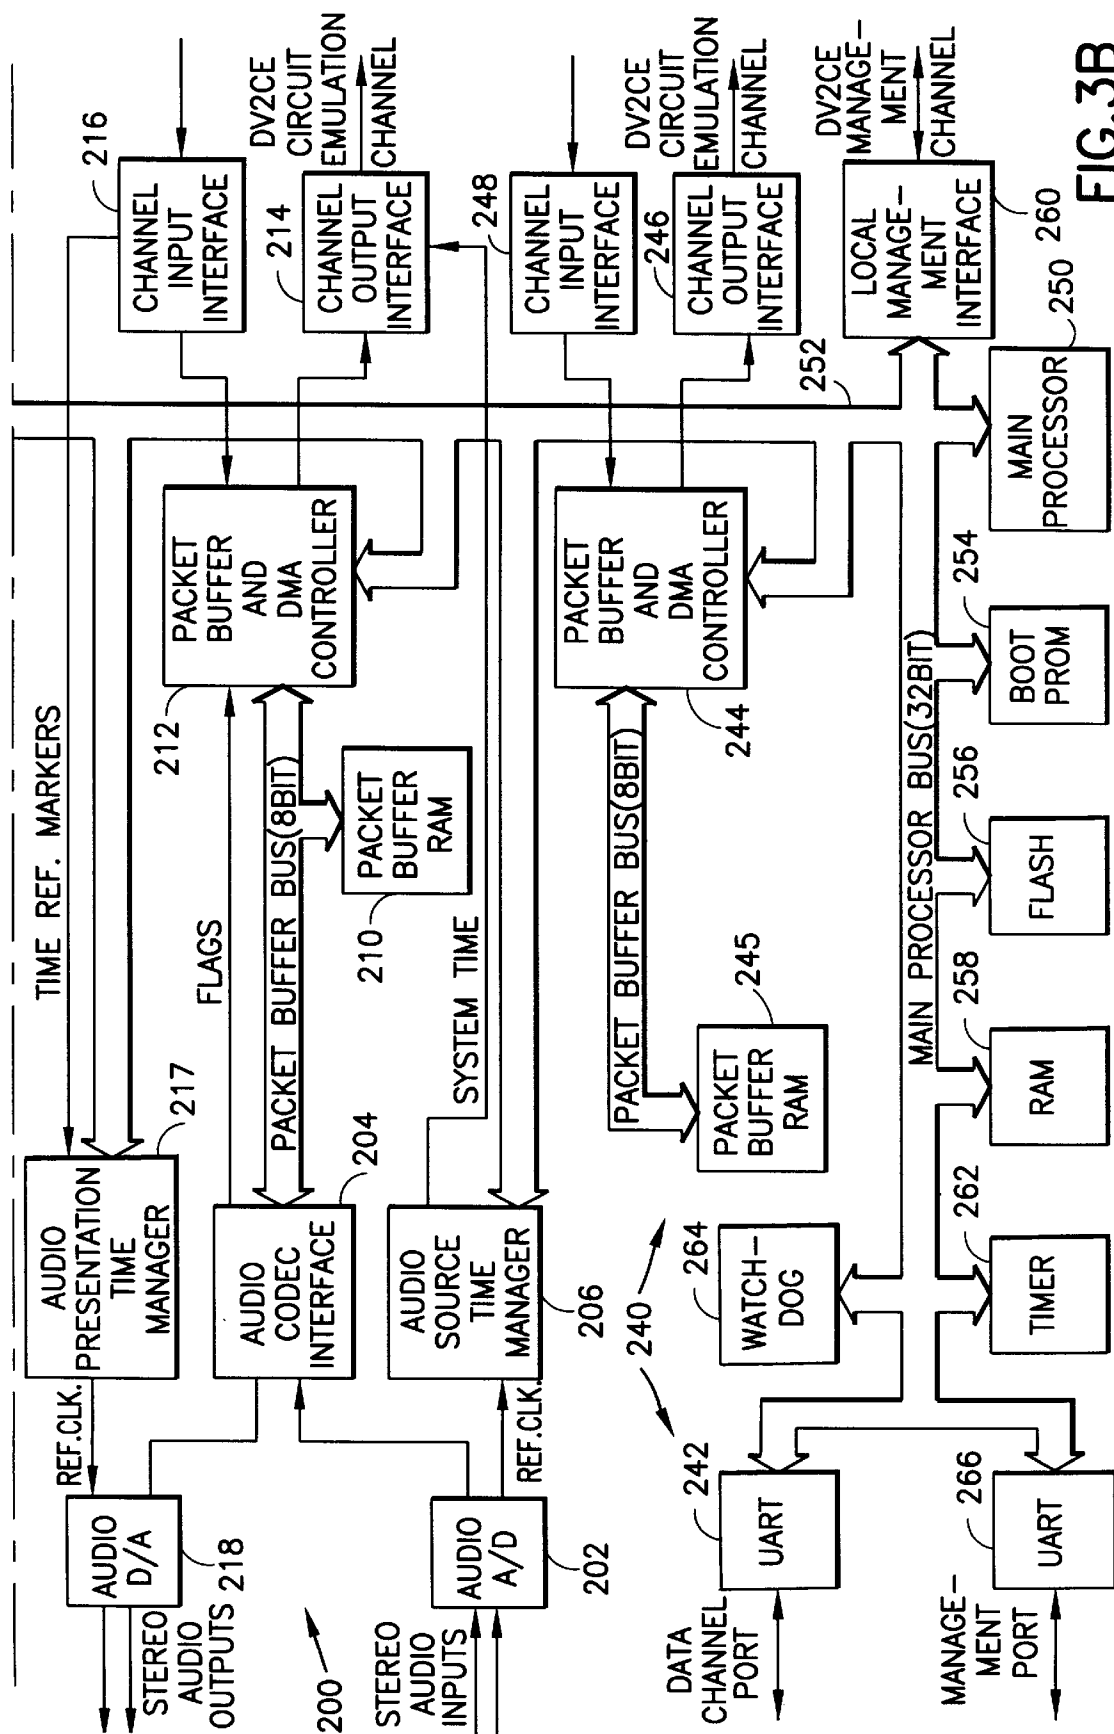 TIME REF. MARKERS
216
CHANNEL
INPUT
INTERFACE
STEREO
AUDIO
OUTPUTS
AUDIO
D/A
218
REF.CLK.
AUDIO
PRESENTATION
TIME
MANAGER
217
212
PACKET
BUFFER
AND
DMA
CONTROLLER
214
CHANNEL
OUTPUT
INTERFACE
DV2CE
CIRCUIT
EMULATION
CHANNEL
FLAGS
AUDIO
CODEC
INTERFACE
204
PACKET BUFFER BUS(8BIT)
PACKET
BUFFER
RAM
210
200
STEREO
AUDIO
INPUTS
AUDIO
A/D
202
REF.CLK.
AUDIO
SOURCE
TIME
MANAGER
206
SYSTEM TIME
248
CHANNEL
INPUT
INTERFACE
PACKET
BUFFER
AND
DMA
CONTROLLER
244
246
CHANNEL
OUTPUT
INTERFACE
DV2CE
CIRCUIT
EMULATION
CHANNEL
PACKET BUFFER BUS(8BIT)
PACKET
BUFFER
RAM
245
240
252
DATA
CHANNEL
PORT
UART
242
264
WATCH-
DOG
MAIN PROCESSOR BUS(32BIT)
LOCAL
MANAGE-
MENT
INTERFACE
260
DV2CE
MANAGE-
MENT
CHANNEL
MANAGE-
MENT
PORT
266
UART
262
TIMER
258
RAM
256
FLASH
254
BOOT
PROM
250
MAIN
PROCESSOR
FIG.3B